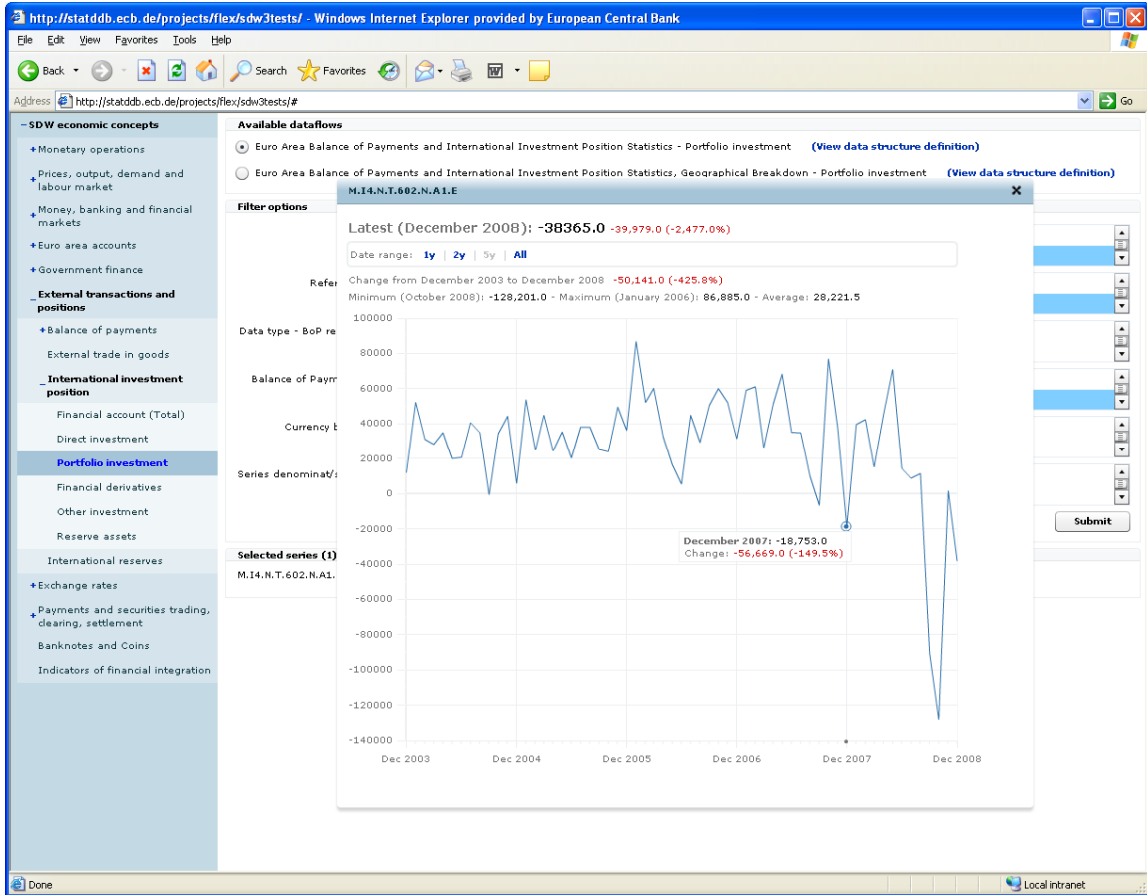 http://statddb.ecb.de/projects/flex/sdw3tests/ - Windows Internet Explorer provided by European Central Bank
File Edit View Favorites Tools Help
Back Search Favorites
Address http://statddb.ecb.de/projects/flex/sdw3tests/# Go
SDW economic concepts
Monetary operations
Prices, output, demand and
labour market
Money, banking and financial
markets
Euro area accounts
Government finance
External transactions and
positions
Balance of payments
External trade in goods
International investment
position
Financial account (Total)
Direct investment
Portfolio investment
Financial derivatives
Other investment
Reserve assets
International reserves
Exchange rates
Payments and securities trading,
clearing, settlement
Banknotes and Coins
Indicators of financial integration
Available dataflows
Euro Area Balance of Payments and International Investment Position Statistics - Portfolio investment (View data structure definition)
Euro Area Balance of Payments and International Investment Position Statistics, Geographical Breakdown - Portfolio investment (View data structure definition)
Filter options
Refer
Data type - BoP re
Balance of Paym
Currency b
Series denominat/s
Submit
Selected series (1)
M.I4.N.T.602.N.A1.
M.I4.N.T.602.N.A1.E
Latest (December 2008): -38365.0 -39,979.0 (-2,477.0%)
Date range: 1y | 2y | 5y | All
Change from December 2003 to December 2008 -50,141.0 (-425.8%)
Minimum (October 2008): -128,201.0 - Maximum (January 2006): 86,885.0 - Average: 28,221.5
100000
80000
60000
40000
20000
0
-20000
-40000
-60000
-80000
-100000
-120000
-140000
December 2007: -18,753.0
Change: -56,669.0 (-149.5%)
Dec 2003 Dec 2004 Dec 2005 Dec 2006 Dec 2007 Dec 2008
Done Local intranet